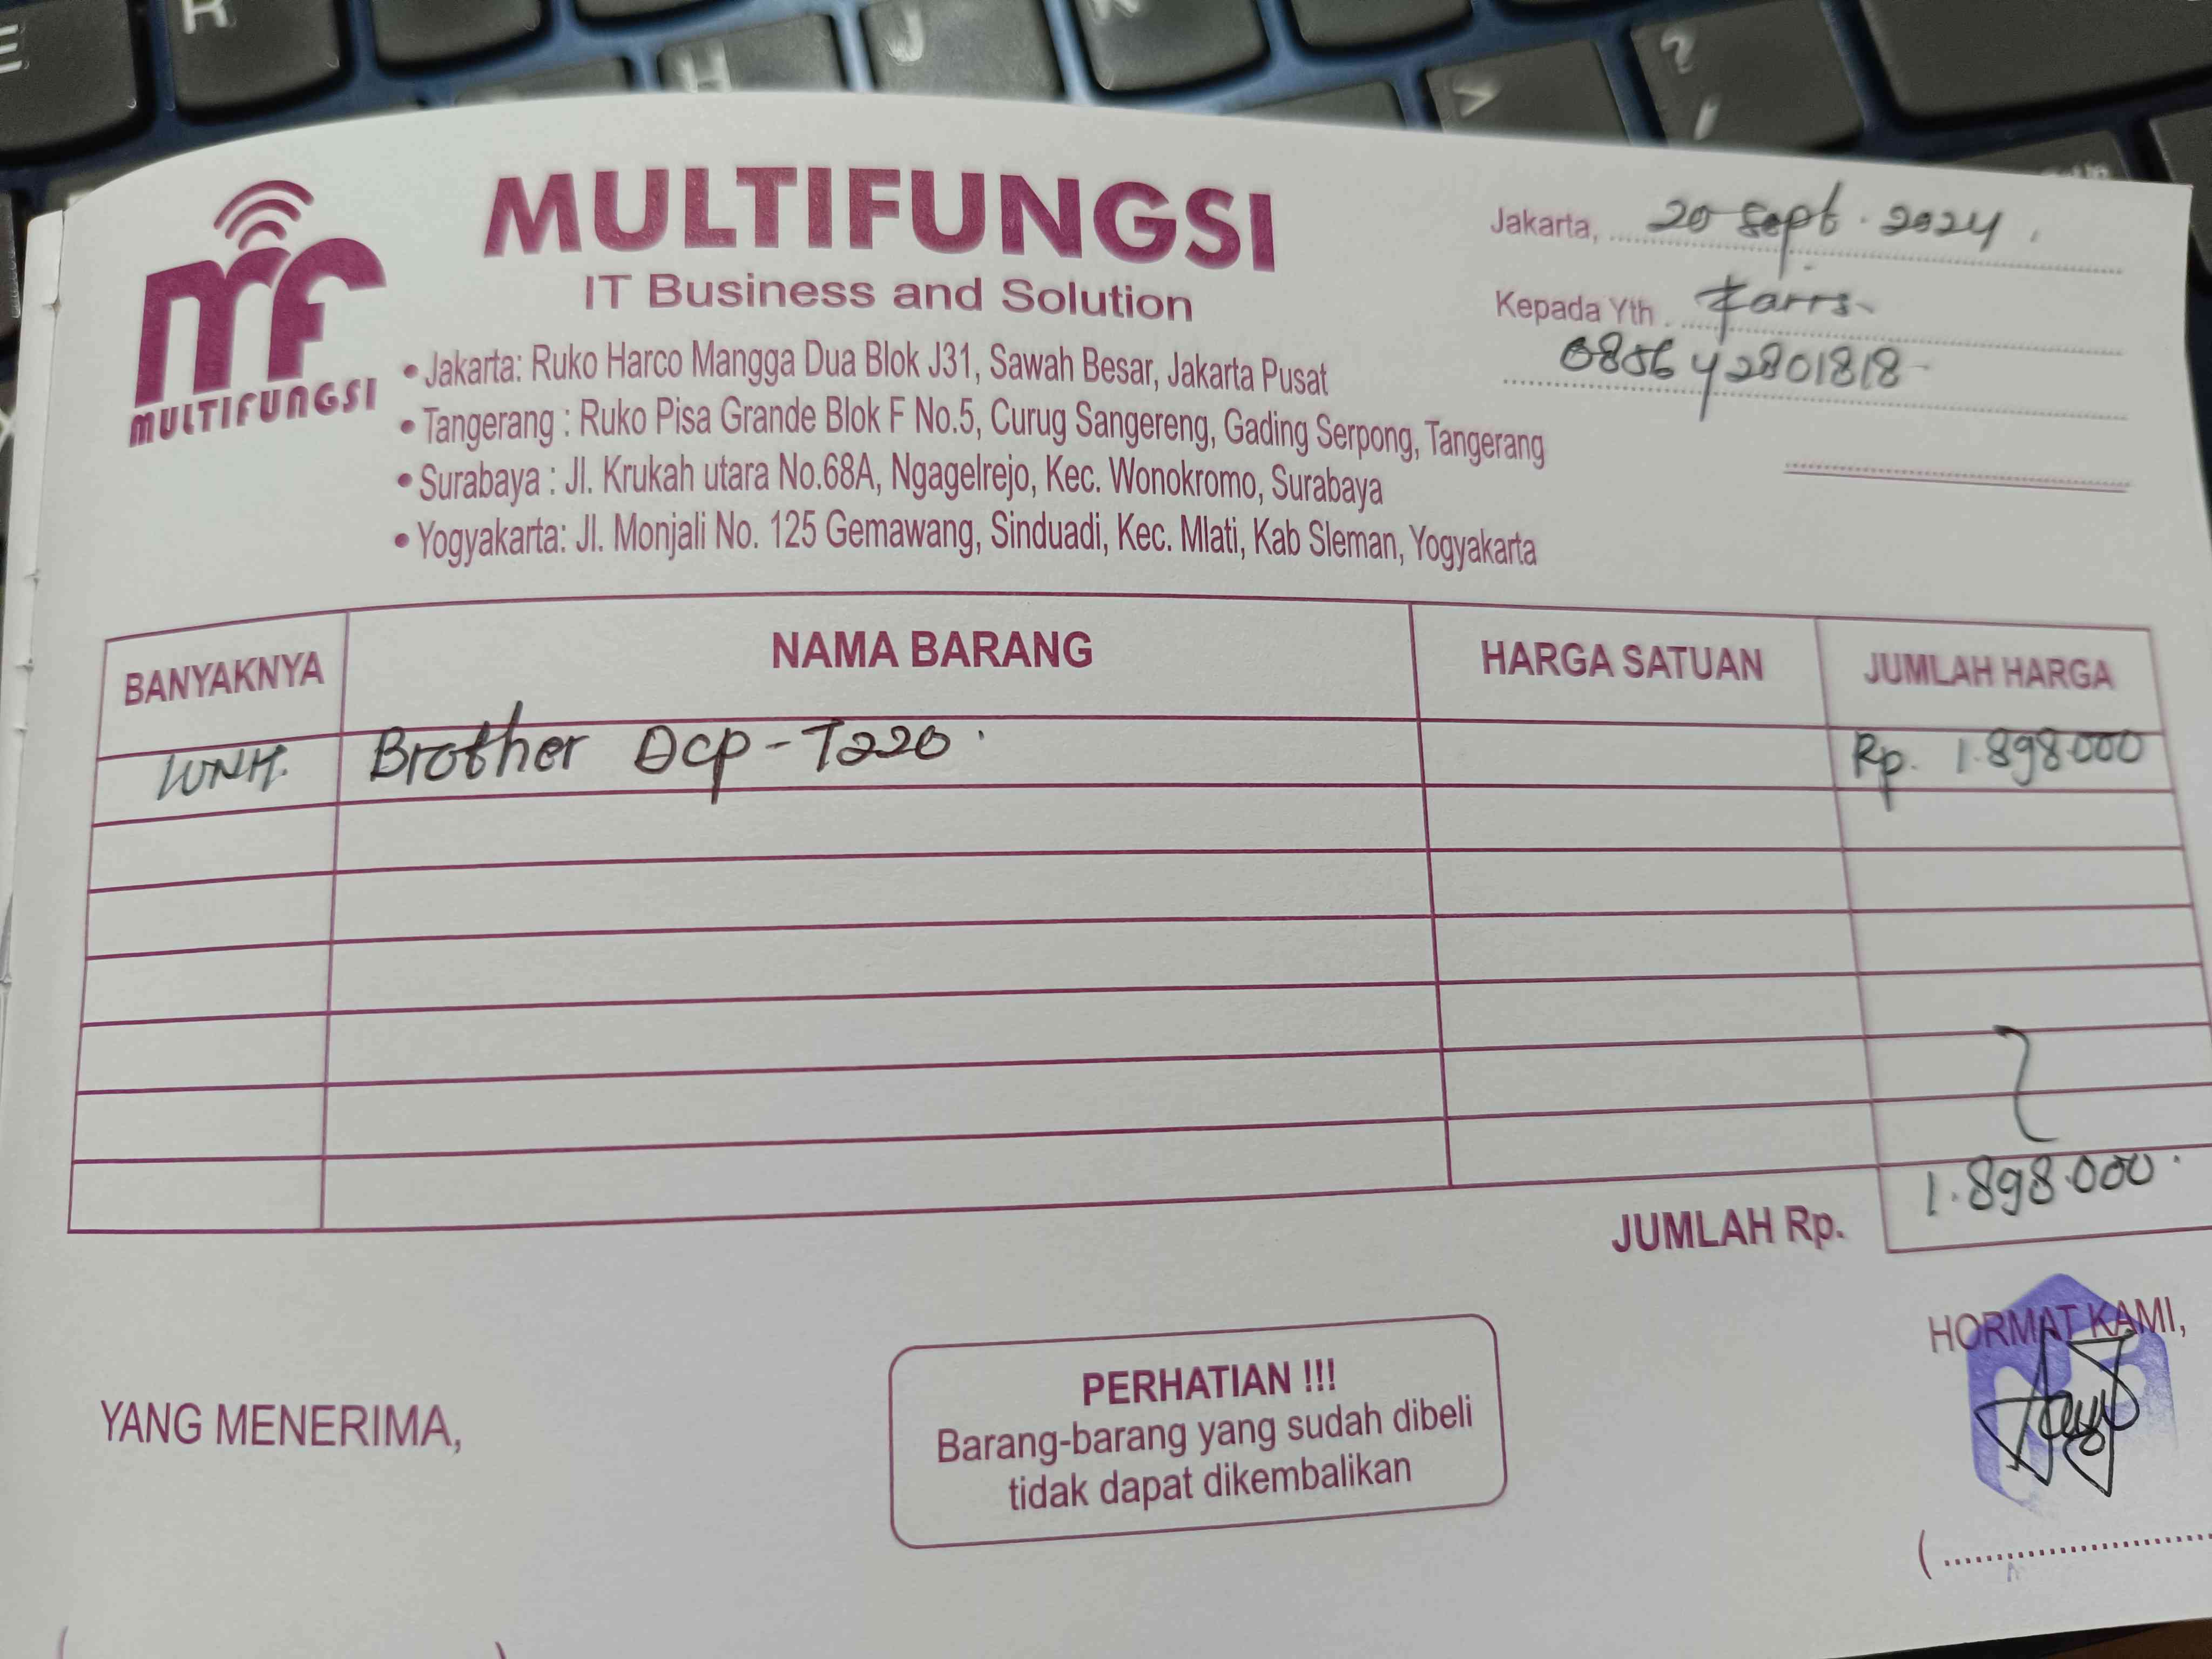 MULTIFUNGSI
IT Business and Solution
mf
MULTIFUNGSI
• Jakarta: Ruko Harco Mangga Dua Blok J31, Sawah Besar, Jakarta Pusat
• Tangerang : Ruko Pisa Grande Blok F No.5, Curug Sangereng, Gading Serpong, Tangerang
• Surabaya : Jl. Krukah utara No.68A, Ngagelrejo, Kec. Wonokromo, Surabaya
• Yogyakarta: Jl. Monjali No. 125 Gemawang, Sinduadi, Kec. Mlati, Kab Sleman, Yogyakarta
Jakarta, 20 Sept. 2024
Kepada Yth. Farrs
085642801818
BANYAKNYA NAMA BARANG HARGA SATUAN JUMLAH HARGA
Brother Dcp-T220 Rp. 1.898.000
JUMLAH Rp. 1.898.000
YANG MENERIMA,
PERHATIAN !!!
Barang-barang yang sudah dibeli
tidak dapat dikembalikan
HORMAT KAMI,